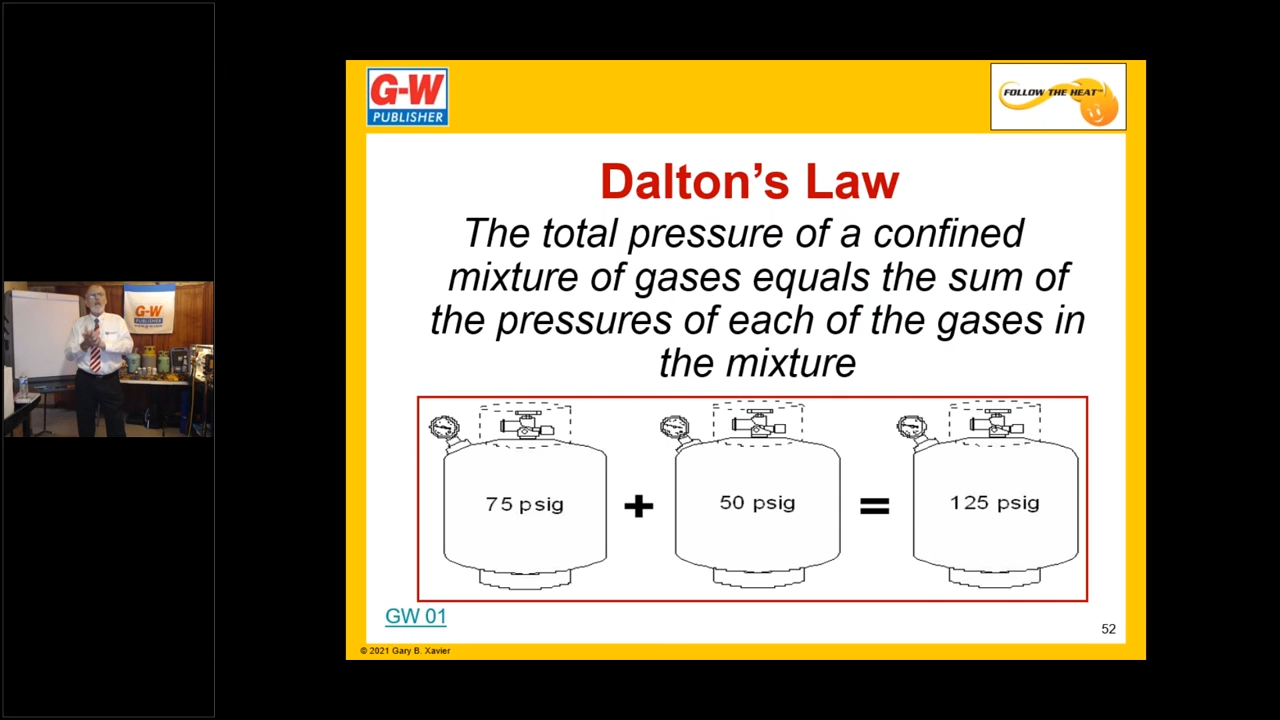 G-W
PUBLISHER
FOLLOW THE HEAT™
Dalton's Law
The total pressure of a confined
mixture of gases equals the sum of
the pressures of each of the gases in
the mixture
75 psig + 50 psig = 125 psig
GW 01
52
© 2021 Gary B. Xavier
G-W
PUBLISHER